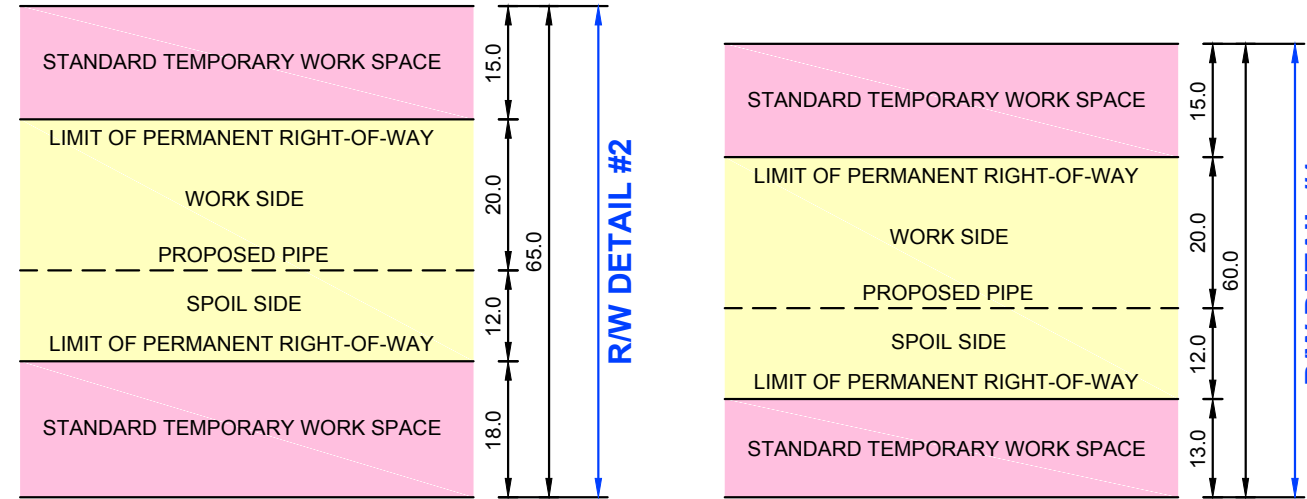 STANDARD TEMPORARY WORK SPACE
LIMIT OF PERMANENT RIGHT-OF-WAY
WORK SIDE
PROPOSED PIPE
SPOIL SIDE
LIMIT OF PERMANENT RIGHT-OF-WAY
STANDARD TEMPORARY WORK SPACE
15.0
20.0
12.0
18.0
65.0
R/W DETAIL #2
STANDARD TEMPORARY WORK SPACE
LIMIT OF PERMANENT RIGHT-OF-WAY
WORK SIDE
PROPOSED PIPE
SPOIL SIDE
LIMIT OF PERMANENT RIGHT-OF-WAY
STANDARD TEMPORARY WORK SPACE
15.0
20.0
12.0
13.0
60.0